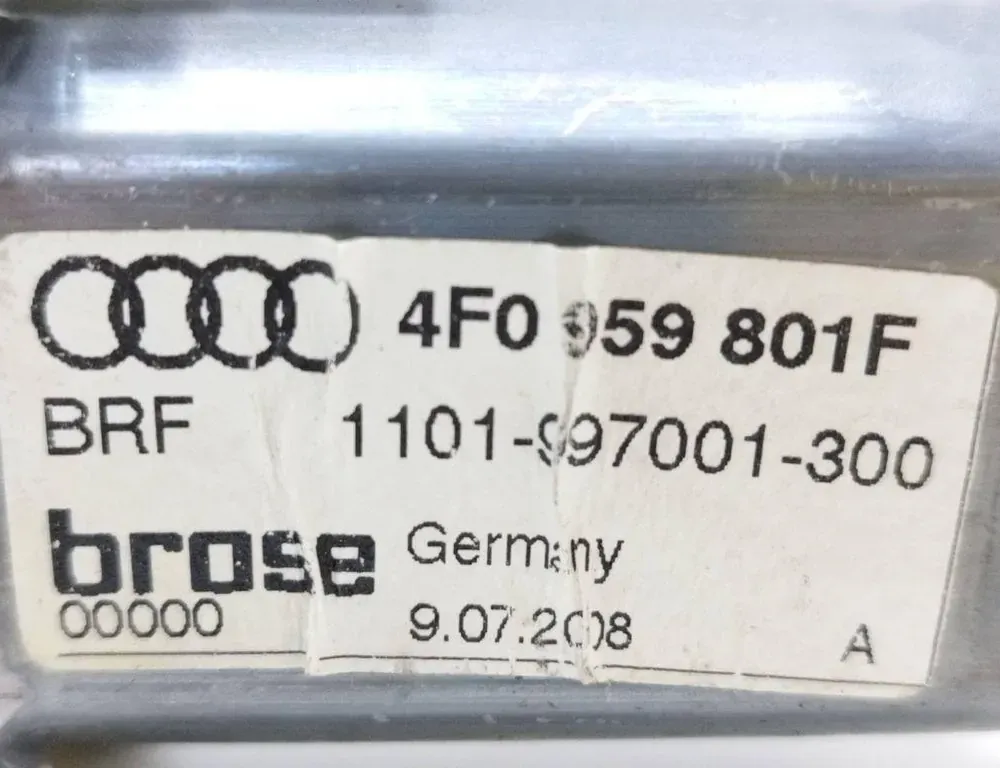 4F0 959 801F
BRF 1101-997001-300
brose Germany
00000 9.07.2008 A